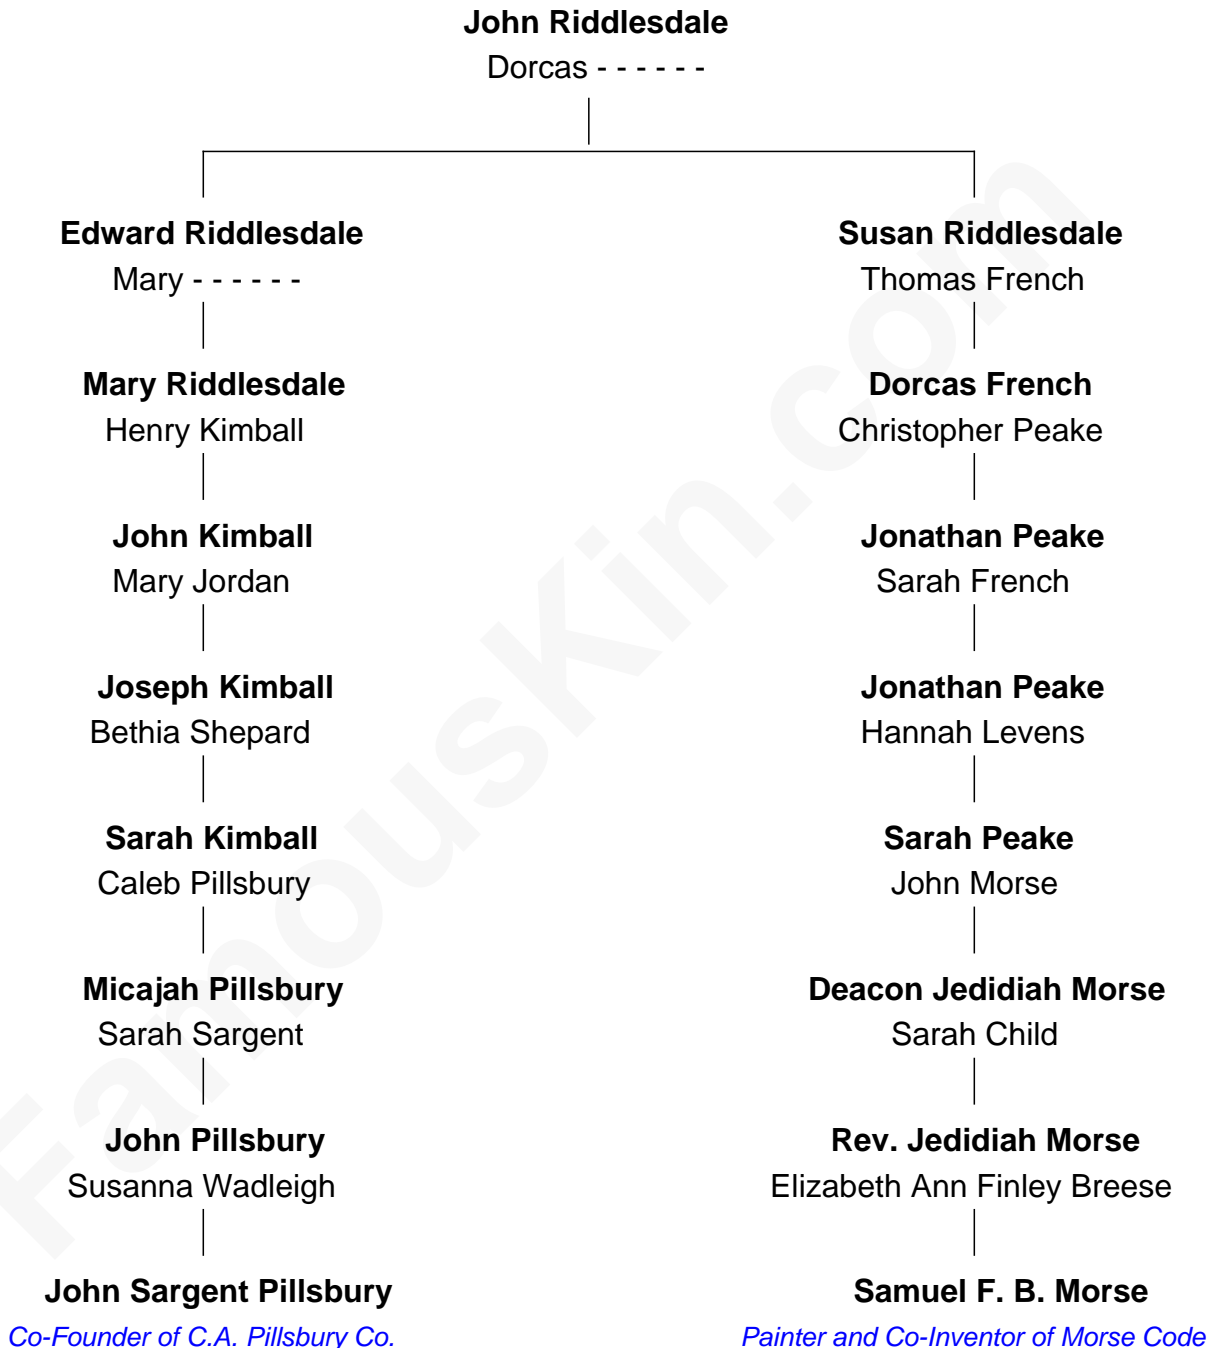 John Riddlesdale
Dorcas - - - - - -
Edward Riddlesdale
Mary - - - - - -
Mary Riddlesdale
Henry Kimball
John Kimball
Mary Jordan
Joseph Kimball
Bethia Shepard
Sarah Kimball
Caleb Pillsbury
Micajah Pillsbury
Sarah Sargent
John Pillsbury
Susanna Wadleigh
John Sargent Pillsbury
Co-Founder of C.A. Pillsbury Co.
Susan Riddlesdale
Thomas French
Dorcas French
Christopher Peake
Jonathan Peake
Sarah French
Jonathan Peake
Hannah Levens
Sarah Peake
John Morse
Deacon Jedidiah Morse
Sarah Child
Rev. Jedidiah Morse
Elizabeth Ann Finley Breese
Samuel F. B. Morse
Painter and Co-Inventor of Morse Code
FamousKin.com